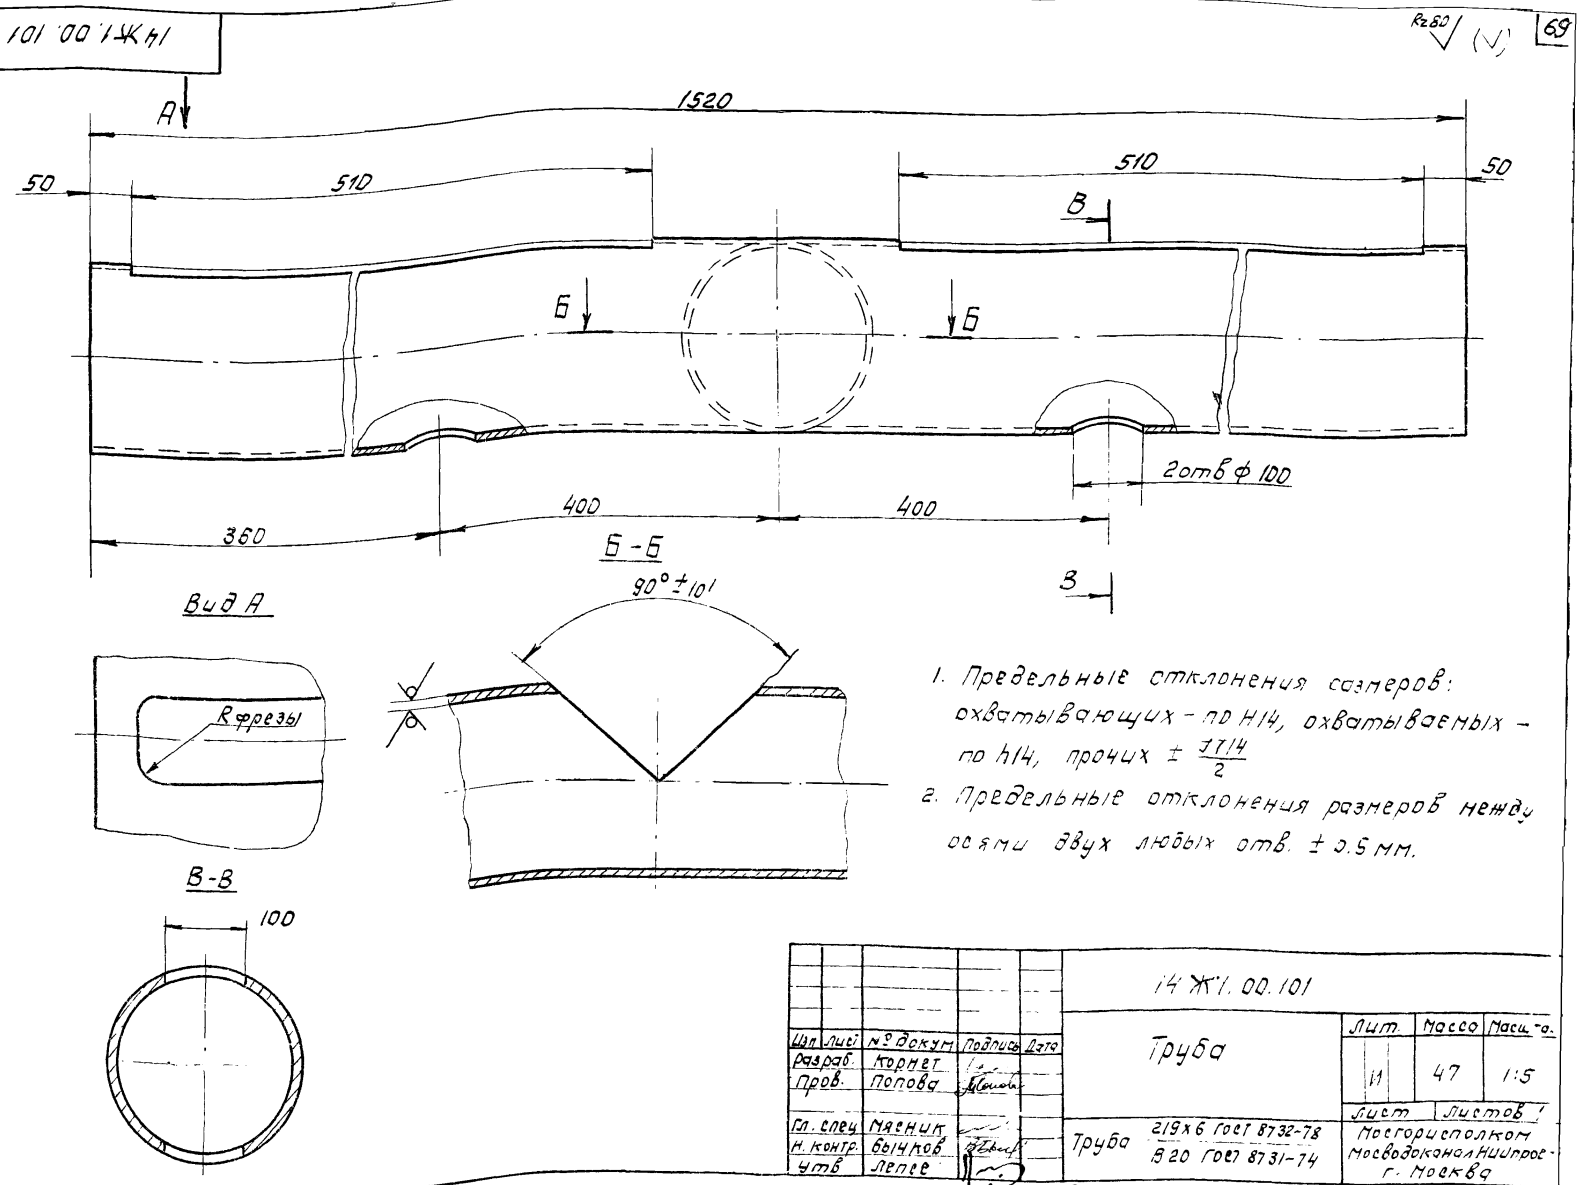 14Ж1.00.101
Rz80 (√)
69
А
1520
50
510
510
50
В
Б
Б
2отв ф 100
400
400
360
Б-Б
90° ±10'
В
Вид А
R фрезы
1. Предельные отклонения размеров:
охватывающих - по H14, охватываемых -
по h14, прочих ± IT14/2
2. Предельные отклонения размеров между
осями двух любых отв. ± 0.5 мм.
В-В
100
14Ж1.00.101
Изм Лист № докум Подпись Дата
Разраб. Корнет
Пров. Попова
Гл. спец Мясник
Н. контр. Бычков
Утв Лепее
Труба
Лит. Масса Масш-б.
И 47 1:5
Лист Листов 1
Труба 219х6 ГОСТ 8732-78
В 20 ГОСТ 8731-74
Мосгорисполком
МосводоканалНИИпрое-
г. Москва